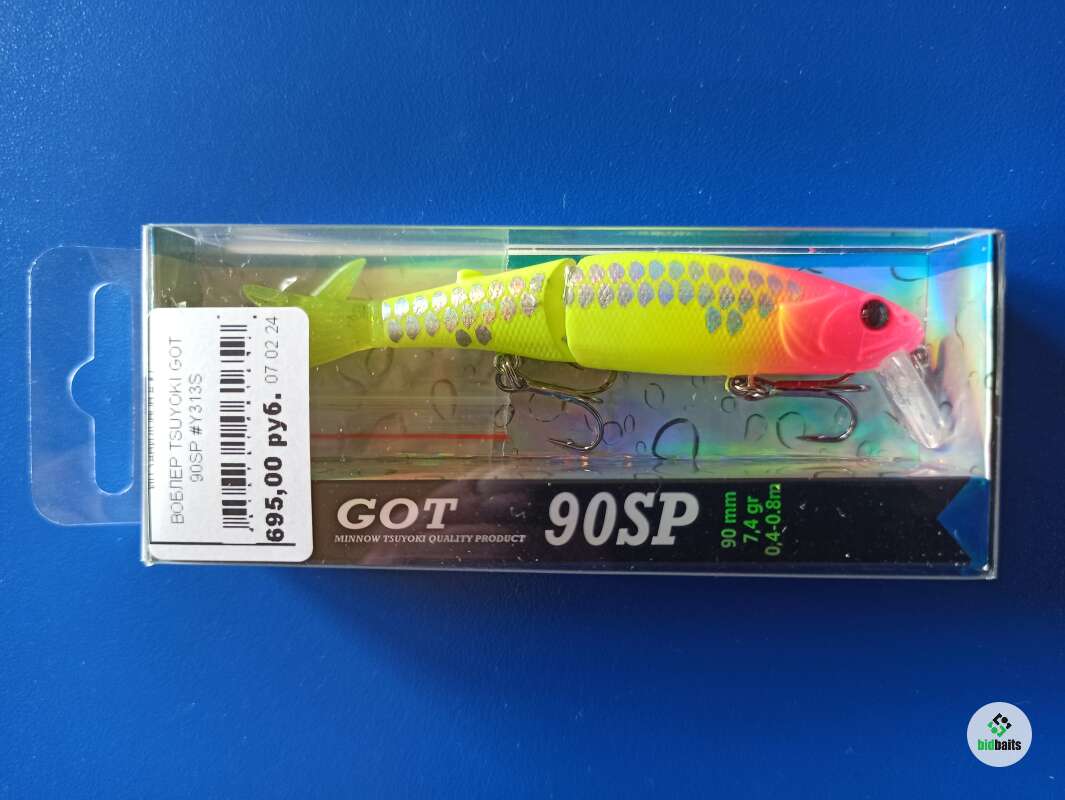 ВОБЛЕР TSUYOKI GOT
90SP #Y313S
695,00 руб. 07 02 24
GOT
MINNOW TSUYOKI QUALITY PRODUCT
90SP
90 mm
7,4 gr
0,4-0.8m
bidbaits